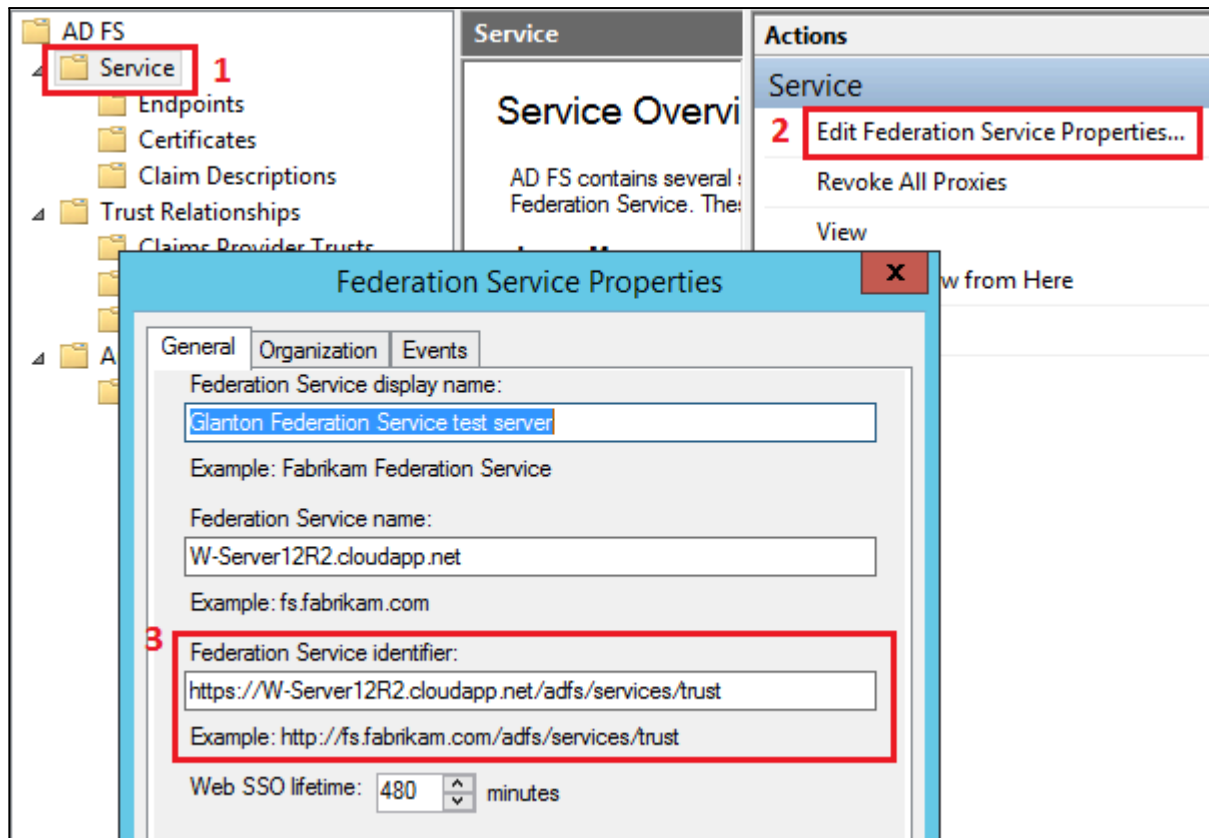 AD FS
Service
1
Endpoints
Certificates
Claim Descriptions
Trust Relationships
Claims Provider Trusts
A
Service
Service Overvi
AD FS contains several s
Federation Service. Thes
Actions
Service
2
Edit Federation Service Properties...
Revoke All Proxies
View
w from Here
Federation Service Properties
x
General
Organization
Events
Federation Service display name:
Glanton Federation Service test server
Example: Fabrikam Federation Service
Federation Service name:
W-Server12R2.cloudapp.net
Example: fs.fabrikam.com
3
Federation Service identifier:
https://W-Server12R2.cloudapp.net/adfs/services/trust
Example: http://fs.fabrikam.com/adfs/services/trust
Web SSO lifetime: 480 minutes